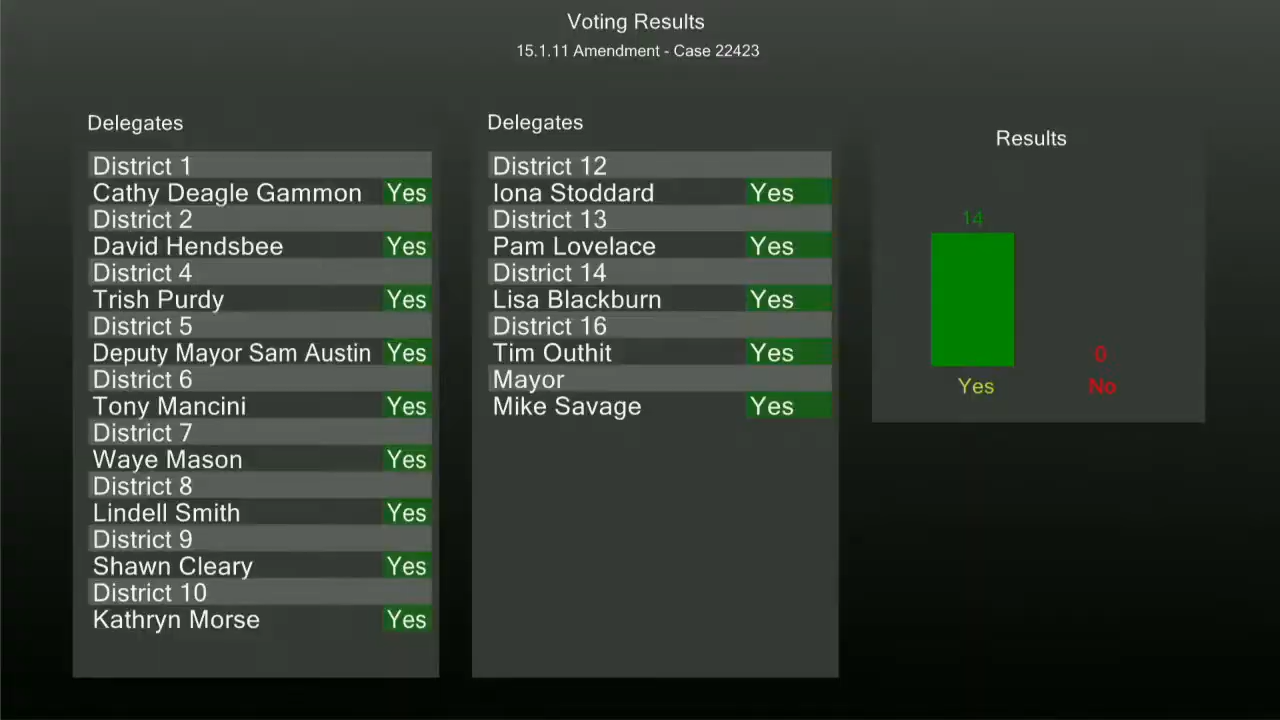 Voting Results
15.1.11 Amendment - Case 22423
Delegates
District 1
Cathy Deagle Gammon Yes
District 2
David Hendsbee Yes
District 4
Trish Purdy Yes
District 5
Deputy Mayor Sam Austin Yes
District 6
Tony Mancini Yes
District 7
Waye Mason Yes
District 8
Lindell Smith Yes
District 9
Shawn Cleary Yes
District 10
Kathryn Morse Yes
Delegates
District 12
Iona Stoddard Yes
District 13
Pam Lovelace Yes
District 14
Lisa Blackburn Yes
District 16
Tim Outhit Yes
Mayor
Mike Savage Yes
Results
14
0
Yes No